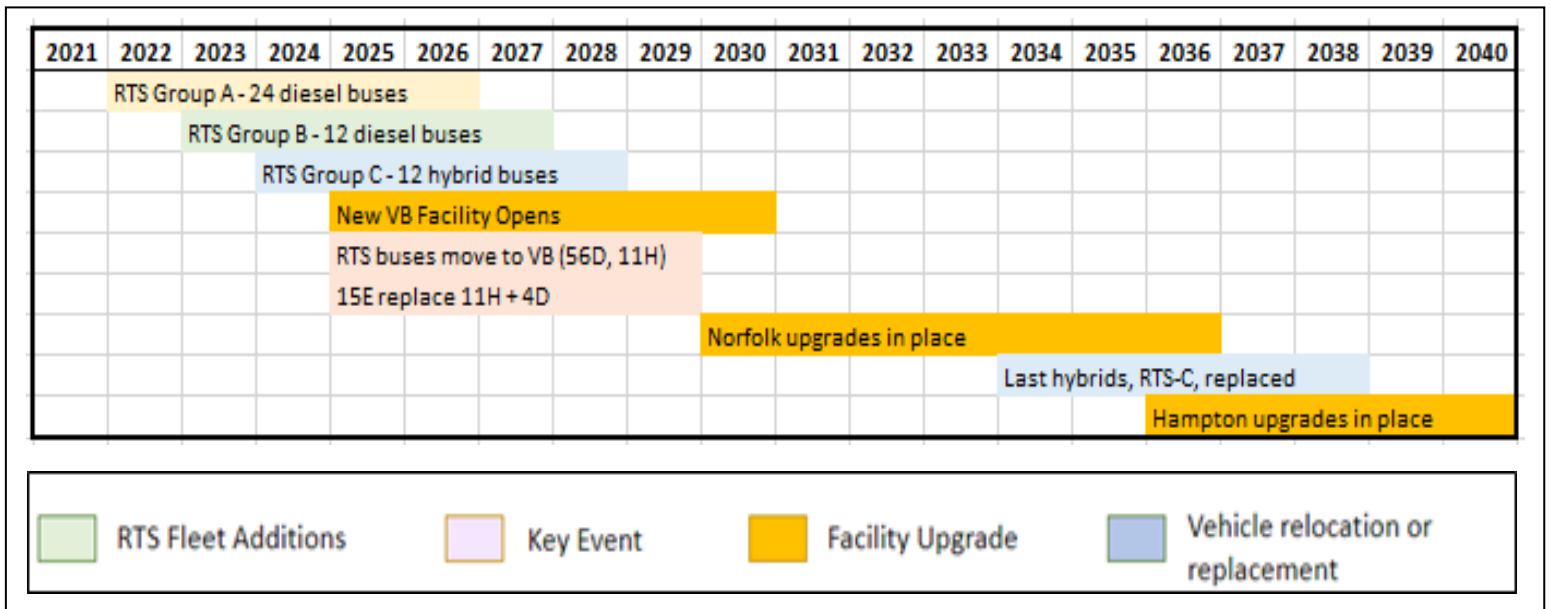 2021 2022 2023 2024 2025 2026 2027 2028 2029 2030 2031 2032 2033 2034 2035 2036 2037 2038 2039 2040
RTS Group A - 24 diesel buses
RTS Group B - 12 diesel buses
RTS Group C - 12 hybrid buses
New VB Facility Opens
RTS buses move to VB (56D, 11H)
15E replace 11H + 4D
Norfolk upgrades in place
Last hybrids, RTS-C, replaced
Hampton upgrades in place
RTS Fleet Additions
Key Event
Facility Upgrade
Vehicle relocation or
replacement